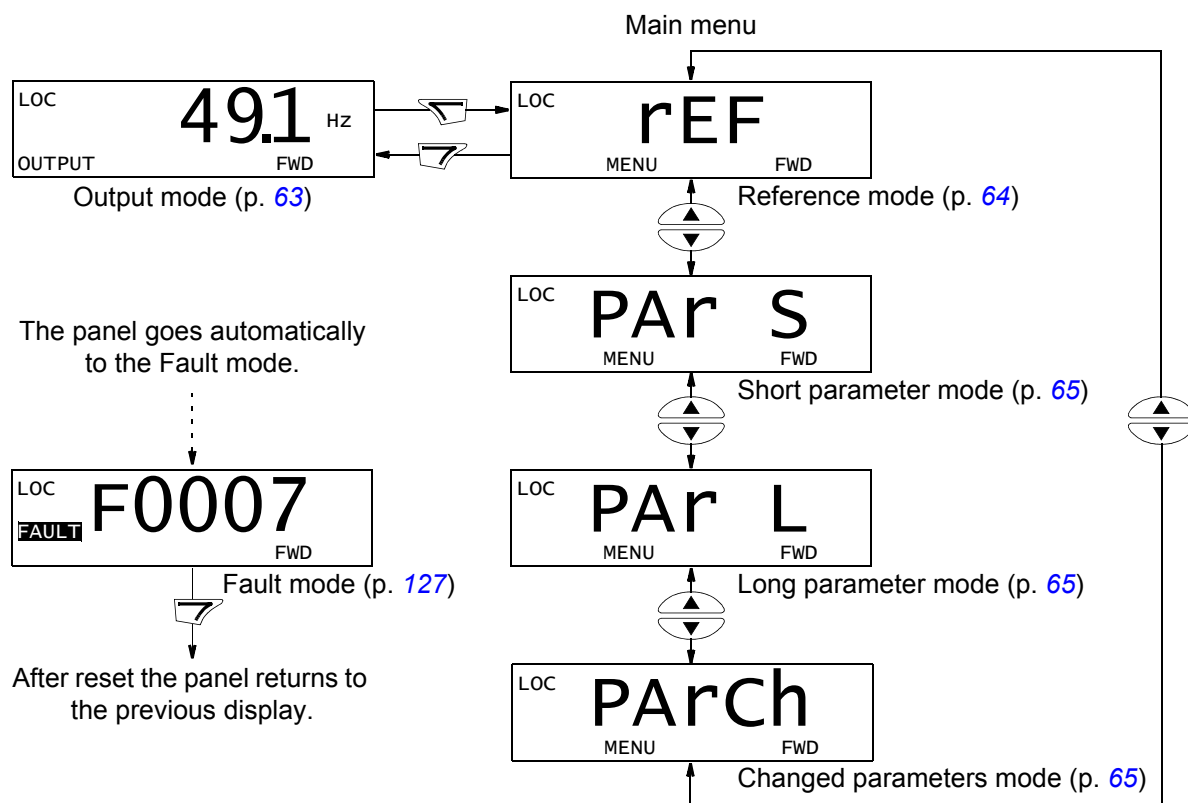 Main menu
LOC
49.1 Hz
OUTPUT FWD
Output mode (p. 63)
LOC
rEF
MENU FWD
Reference mode (p. 64)
LOC
PAr S
MENU FWD
Short parameter mode (p. 65)
The panel goes automatically
to the Fault mode.
LOC
FAULT
F0007
FWD
Fault mode (p. 127)
LOC
PAr L
MENU FWD
Long parameter mode (p. 65)
After reset the panel returns to
the previous display.
LOC
PArCh
MENU FWD
Changed parameters mode (p. 65)